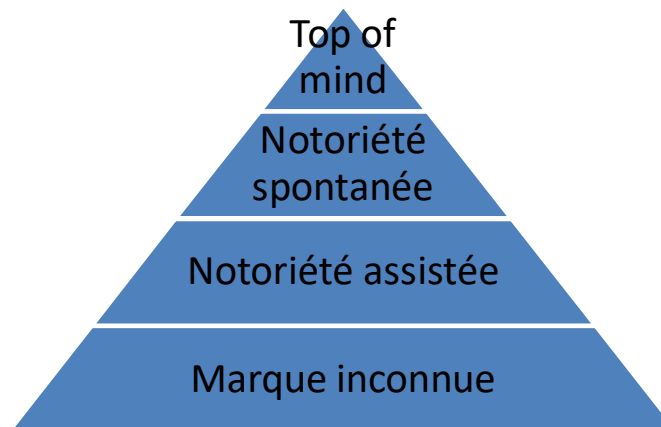 Top of
mind
Notoriété
spontanée
Notoriété assistée
Marque inconnue